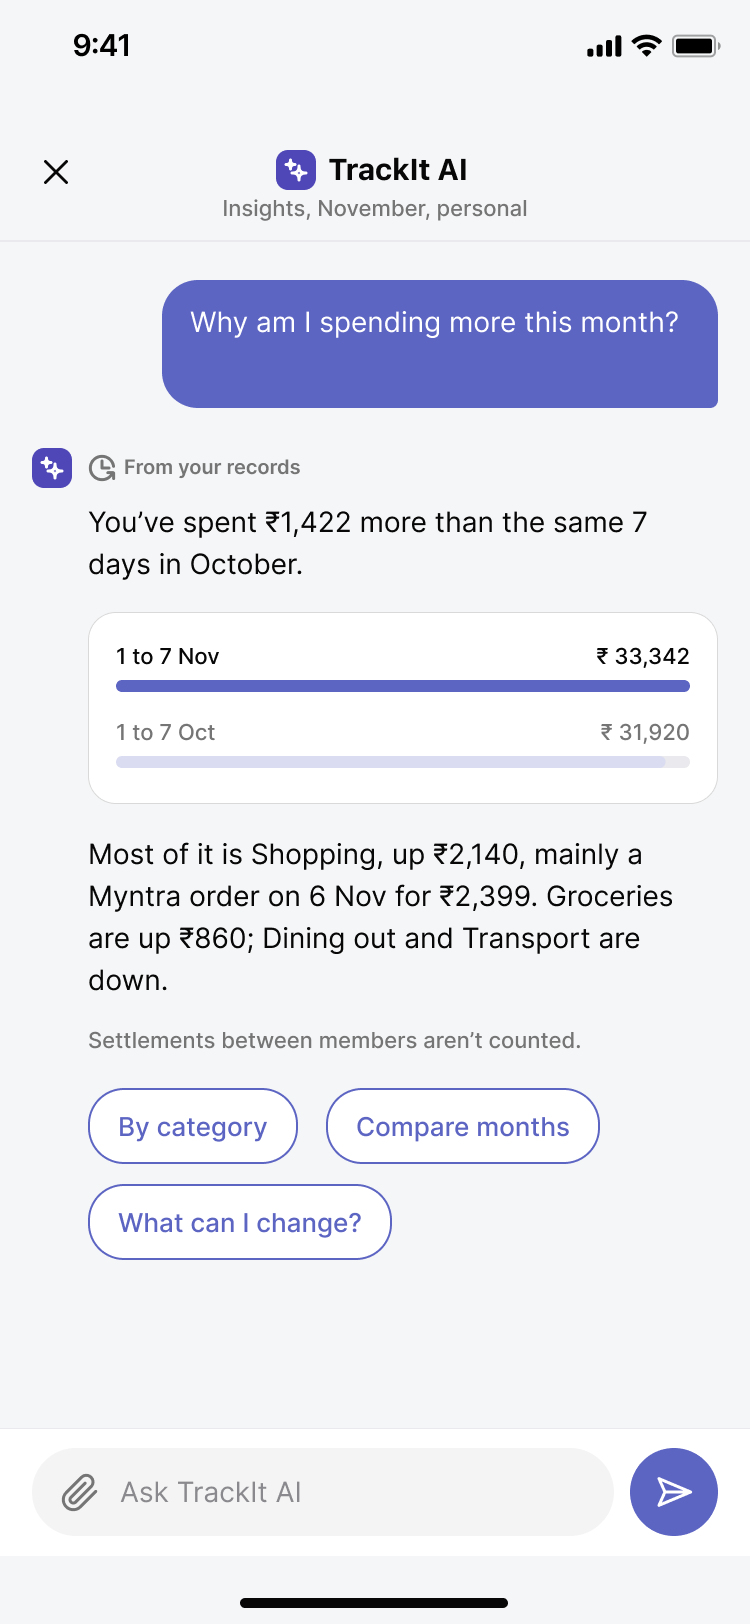 9:41
TrackIt AI
Insights, November, personal
Why am I spending more this month?
From your records
You’ve spent ₹1,422 more than the same 7
days in October.
1 to 7 Nov ₹ 33,342
1 to 7 Oct ₹ 31,920
Most of it is Shopping, up ₹2,140, mainly a
Myntra order on 6 Nov for ₹2,399. Groceries
are up ₹860; Dining out and Transport are
down.
Settlements between members aren’t counted.
By category Compare months
What can I change?
Ask TrackIt AI